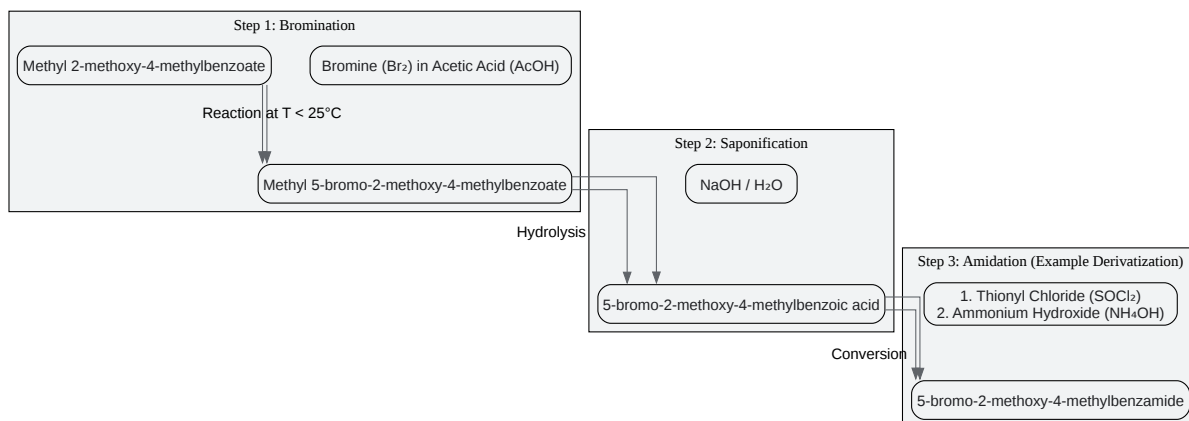 Step 1: Bromination
Methyl 2-methoxy-4-methylbenzoate
Bromine (Br₂) in Acetic Acid (AcOH)
Reaction at T < 25°C
Methyl 5-bromo-2-methoxy-4-methylbenzoate
Step 2: Saponification
NaOH / H₂O
Hydrolysis
5-bromo-2-methoxy-4-methylbenzoic acid
Step 3: Amidation (Example Derivatization)
1. Thionyl Chloride (SOCl₂)
2. Ammonium Hydroxide (NH₄OH)
Conversion
5-bromo-2-methoxy-4-methylbenzamide